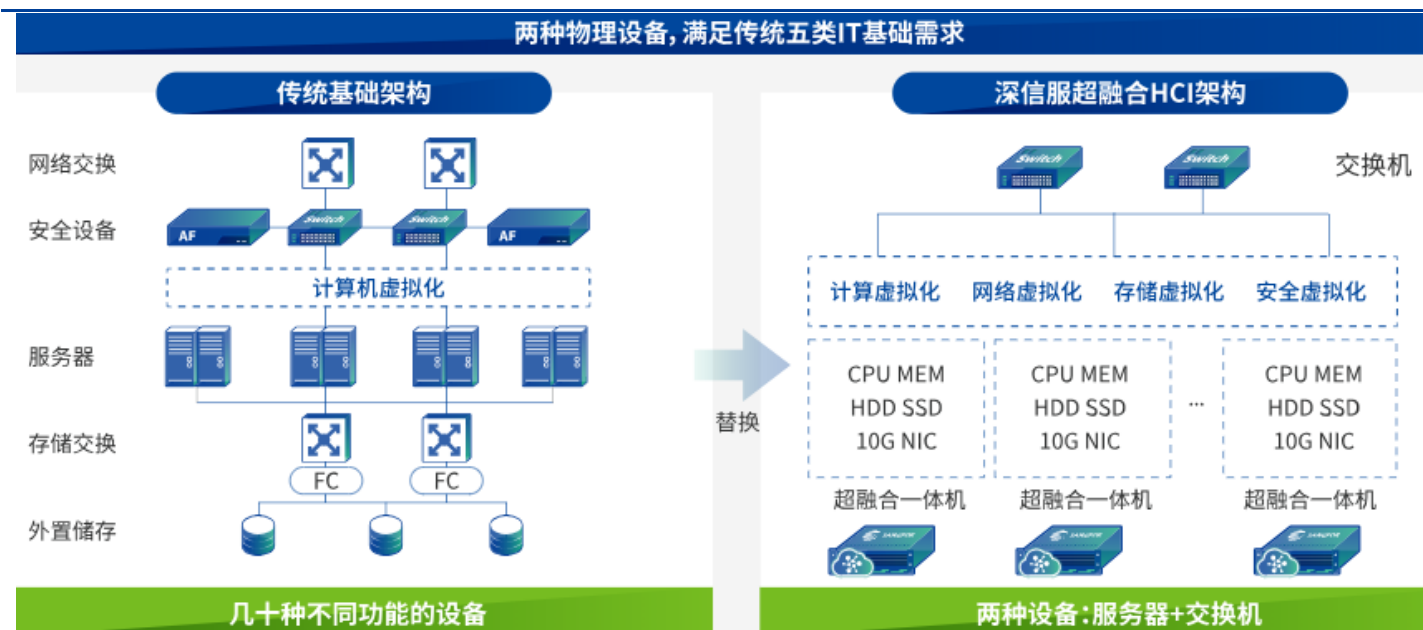 两种物理设备,满足传统五类IT基础需求
传统基础架构
网络交换
安全设备
AF
Switch
Switch
AF
计算机虚拟化
服务器
存储交换
FC
FC
外置储存
几十种不同功能的设备
替换
深信服超融合HCI架构
Switch
Switch
交换机
计算虚拟化 网络虚拟化 存储虚拟化 安全虚拟化
CPU MEM
HDD SSD
10G NIC
CPU MEM
HDD SSD
10G NIC
...
CPU MEM
HDD SSD
10G NIC
超融合一体机
超融合一体机
超融合一体机
SANGFOR
SANGFOR
SANGFOR
两种设备:服务器+交换机